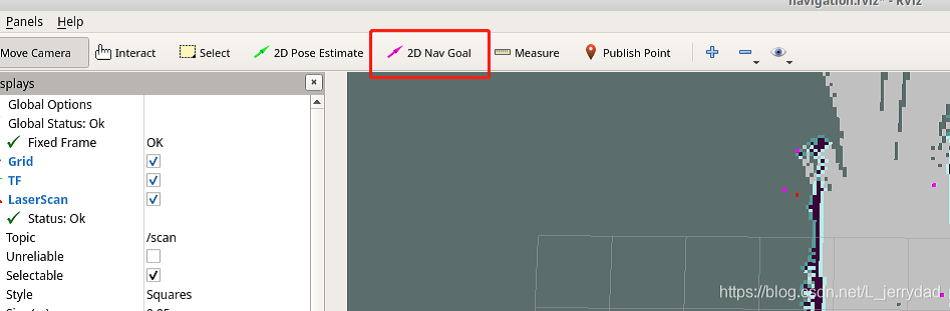 navigation.rviz* - RViz
Panels Help
Move Camera Interact Select 2D Pose Estimate 2D Nav Goal Measure Publish Point
splays
Global Options
Global Status: Ok
Fixed Frame OK
Grid
TF
LaserScan
Status: Ok
Topic /scan
Unreliable
Selectable
Style Squares
https://blog.csdn.net/L_jerrydad